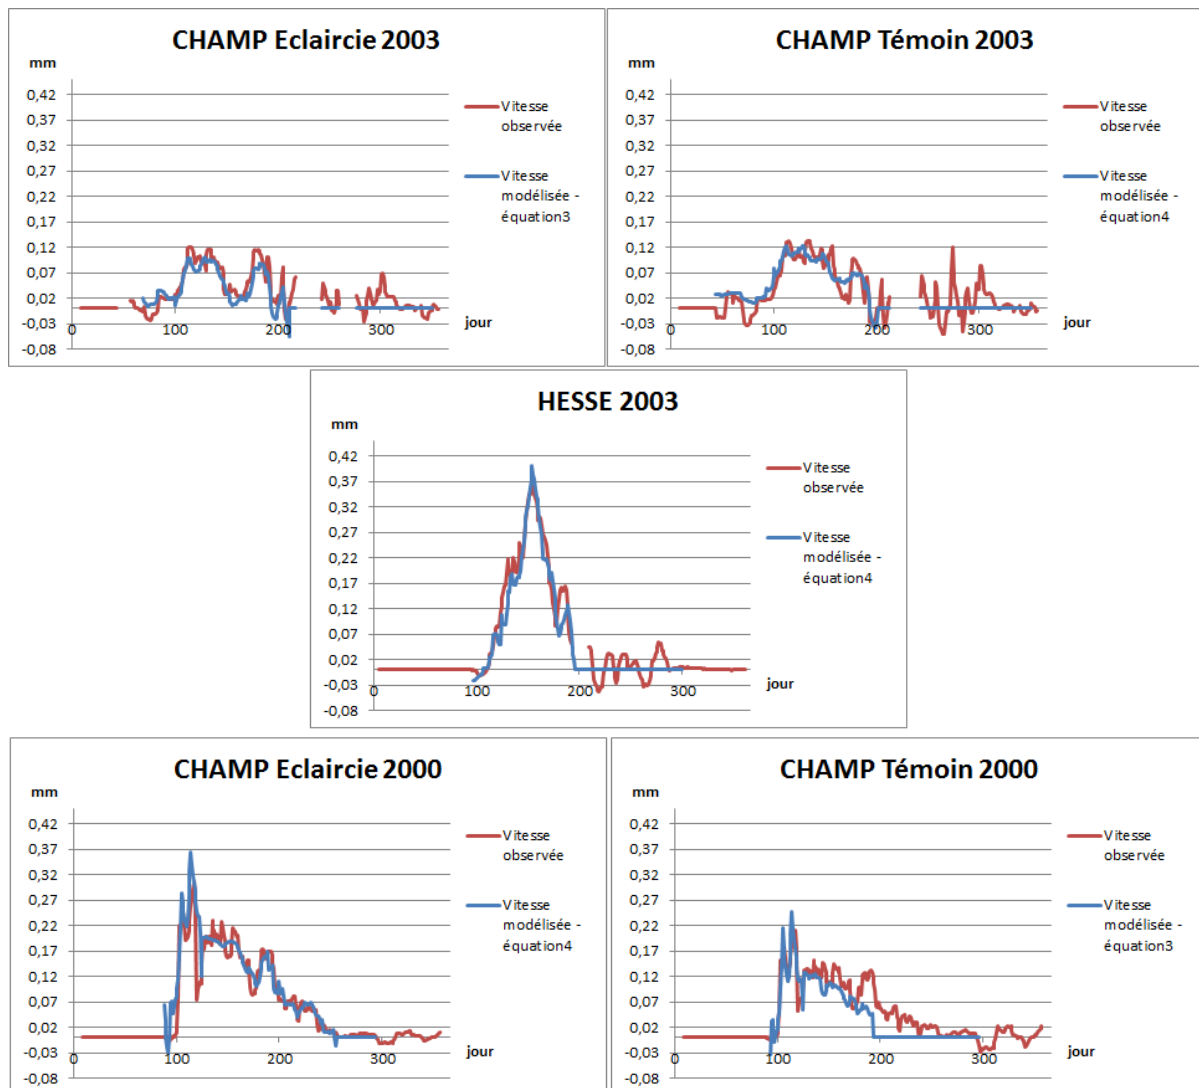 CHAMP Eclaircie 2003
mm
0,42
0,37
0,32
0,27
0,22
0,17
0,12
0,07
0,02
-0,03
-0,08
0
100
200
300
jour
Vitesse
observée
Vitesse
modélisée -
équation3
CHAMP Témoin 2003
mm
0,42
0,37
0,32
0,27
0,22
0,17
0,12
0,07
0,02
-0,03
-0,08
0
100
200
300
jour
Vitesse
observée
Vitesse
modélisée -
équation4
HESSE 2003
mm
0,42
0,37
0,32
0,27
0,22
0,17
0,12
0,07
0,02
-0,03
-0,08
0
100
200
300
jour
Vitesse
observée
Vitesse
modélisée -
équation4
CHAMP Eclaircie 2000
mm
0,42
0,37
0,32
0,27
0,22
0,17
0,12
0,07
0,02
-0,03
-0,08
0
100
200
300
jour
Vitesse
observée
Vitesse
modélisée -
équation4
CHAMP Témoin 2000
mm
0,42
0,37
0,32
0,27
0,22
0,17
0,12
0,07
0,02
-0,03
-0,08
0
100
200
300
jour
Vitesse
observée
Vitesse
modélisée -
équation3